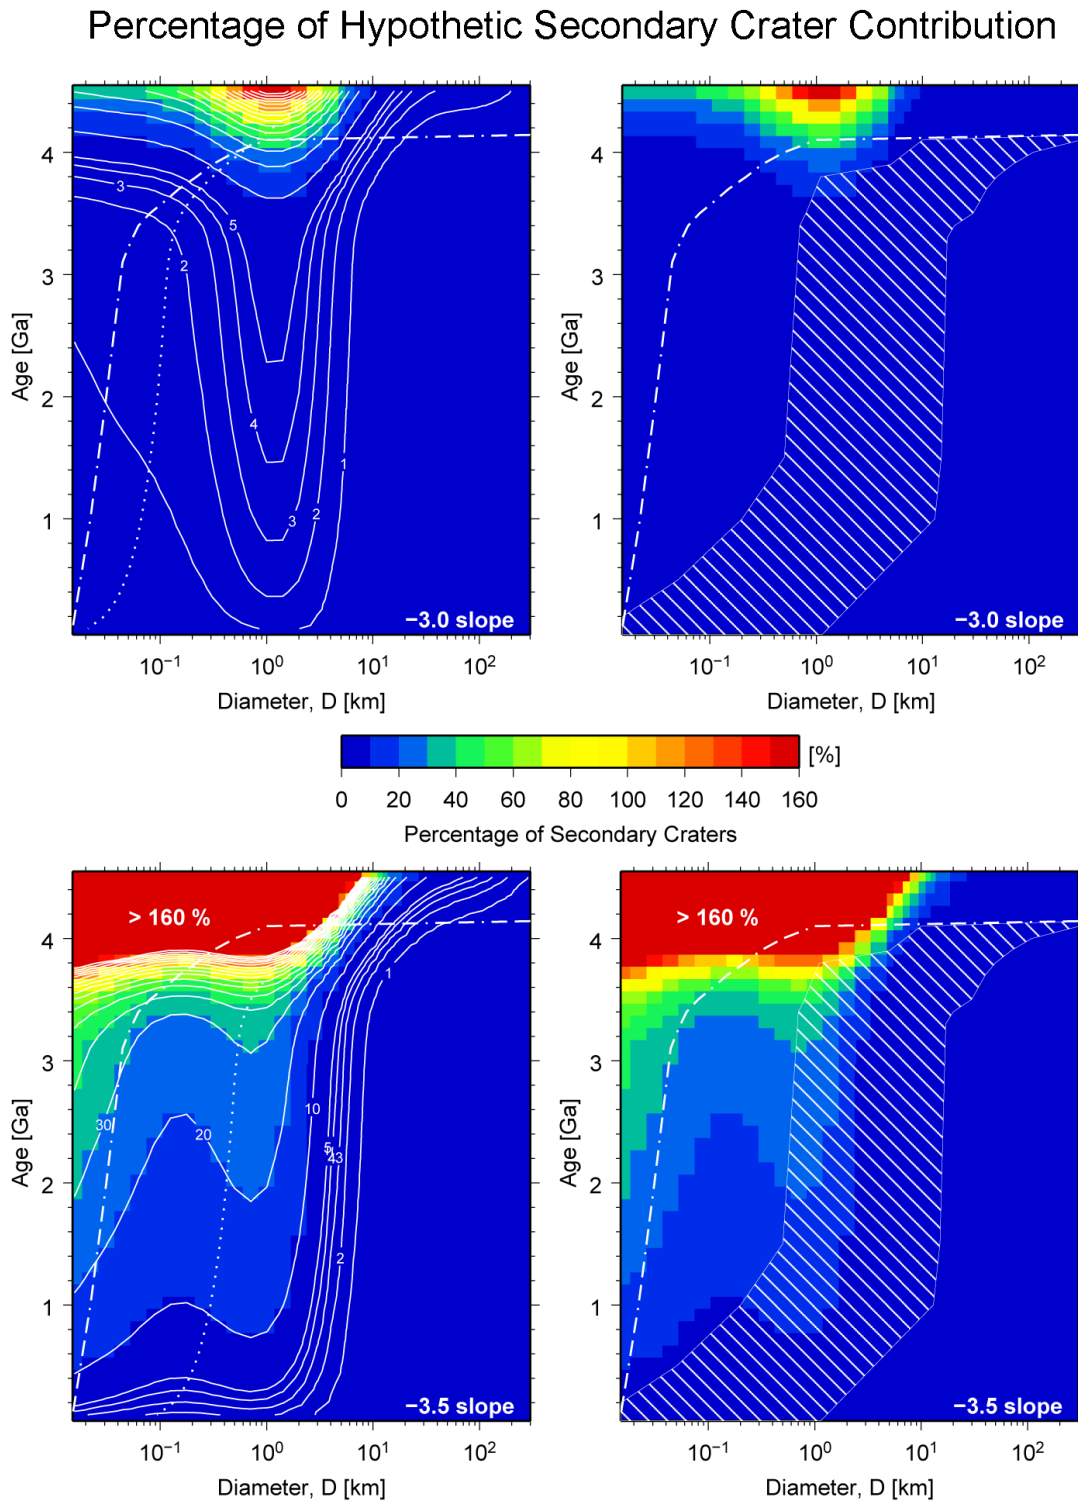 Percentage of Hypothetic Secondary Crater Contribution
4
3
2
1
Age [Ga]
3
5
2
4
3
2
1
−3.0 slope
10⁻¹ 10⁰ 10¹ 10²
Diameter, D [km]
4
3
2
1
Age [Ga]
−3.0 slope
10⁻¹ 10⁰ 10¹ 10²
Diameter, D [km]
[%]
0 20 40 60 80 100 120 140 160
Percentage of Secondary Craters
4
3
2
1
Age [Ga]
> 160 %
1
10
30
20
5
43
2
−3.5 slope
10⁻¹ 10⁰ 10¹ 10²
Diameter, D [km]
4
3
2
1
Age [Ga]
> 160 %
−3.5 slope
10⁻¹ 10⁰ 10¹ 10²
Diameter, D [km]